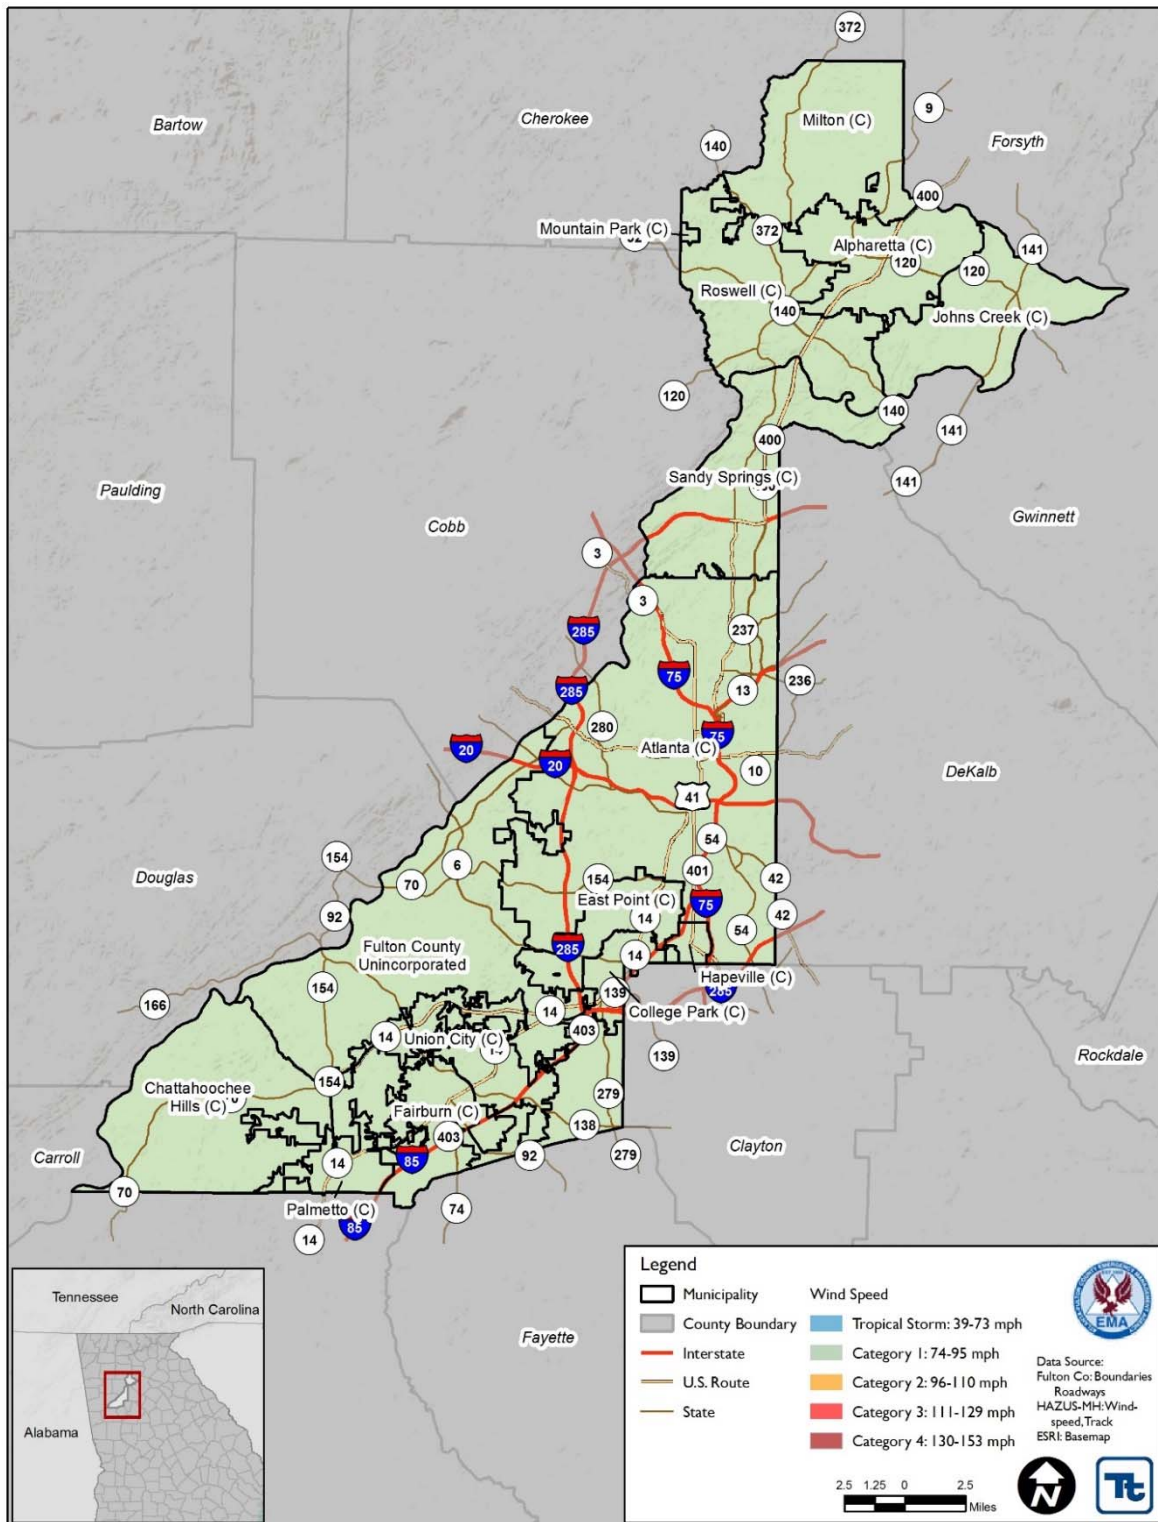 372
Bartow
Cherokee
Milton (C)
9
Forsyth
140
400
Mountain Park (C)
372
Alpharetta (C)
141
120
120
Roswell (C)
140
Johns Creek (C)
120
140
141
400
Sandy Springs (C)
141
Paulding
Cobb
Gwinnett
3
3
285
237
75
236
285
13
280
75
20
Atlanta (C)
20
10
DeKalb
41
54
154
6
401
Douglas
70
154
42
East Point (C)
75
92
14
42
54
Fulton County
Unincorporated
285
14
154
Hapeville (C)
285
139
166
14
College Park (C)
14
403
Union City (C)
14
139
Rockdale
154
Chattahoochee
Hills (C)
279
Fairburn (C)
403
138
Carroll
14
85
92
279
Clayton
70
Palmetto (C)
74
85
14
Fayette
Tennessee
North Carolina
Alabama
Legend
Municipality
County Boundary
Interstate
U.S. Route
State
Wind Speed
Tropical Storm: 39-73 mph
Category 1: 74-95 mph
Category 2: 96-110 mph
Category 3: 111-129 mph
Category 4: 130-153 mph
EMA
Data Source:
Fulton Co: Boundaries
Roadways
HAZUS-MH: Wind-
speed, Track
ESRI: Basemap
2.5 1.25 0 2.5
Miles
N
Tt